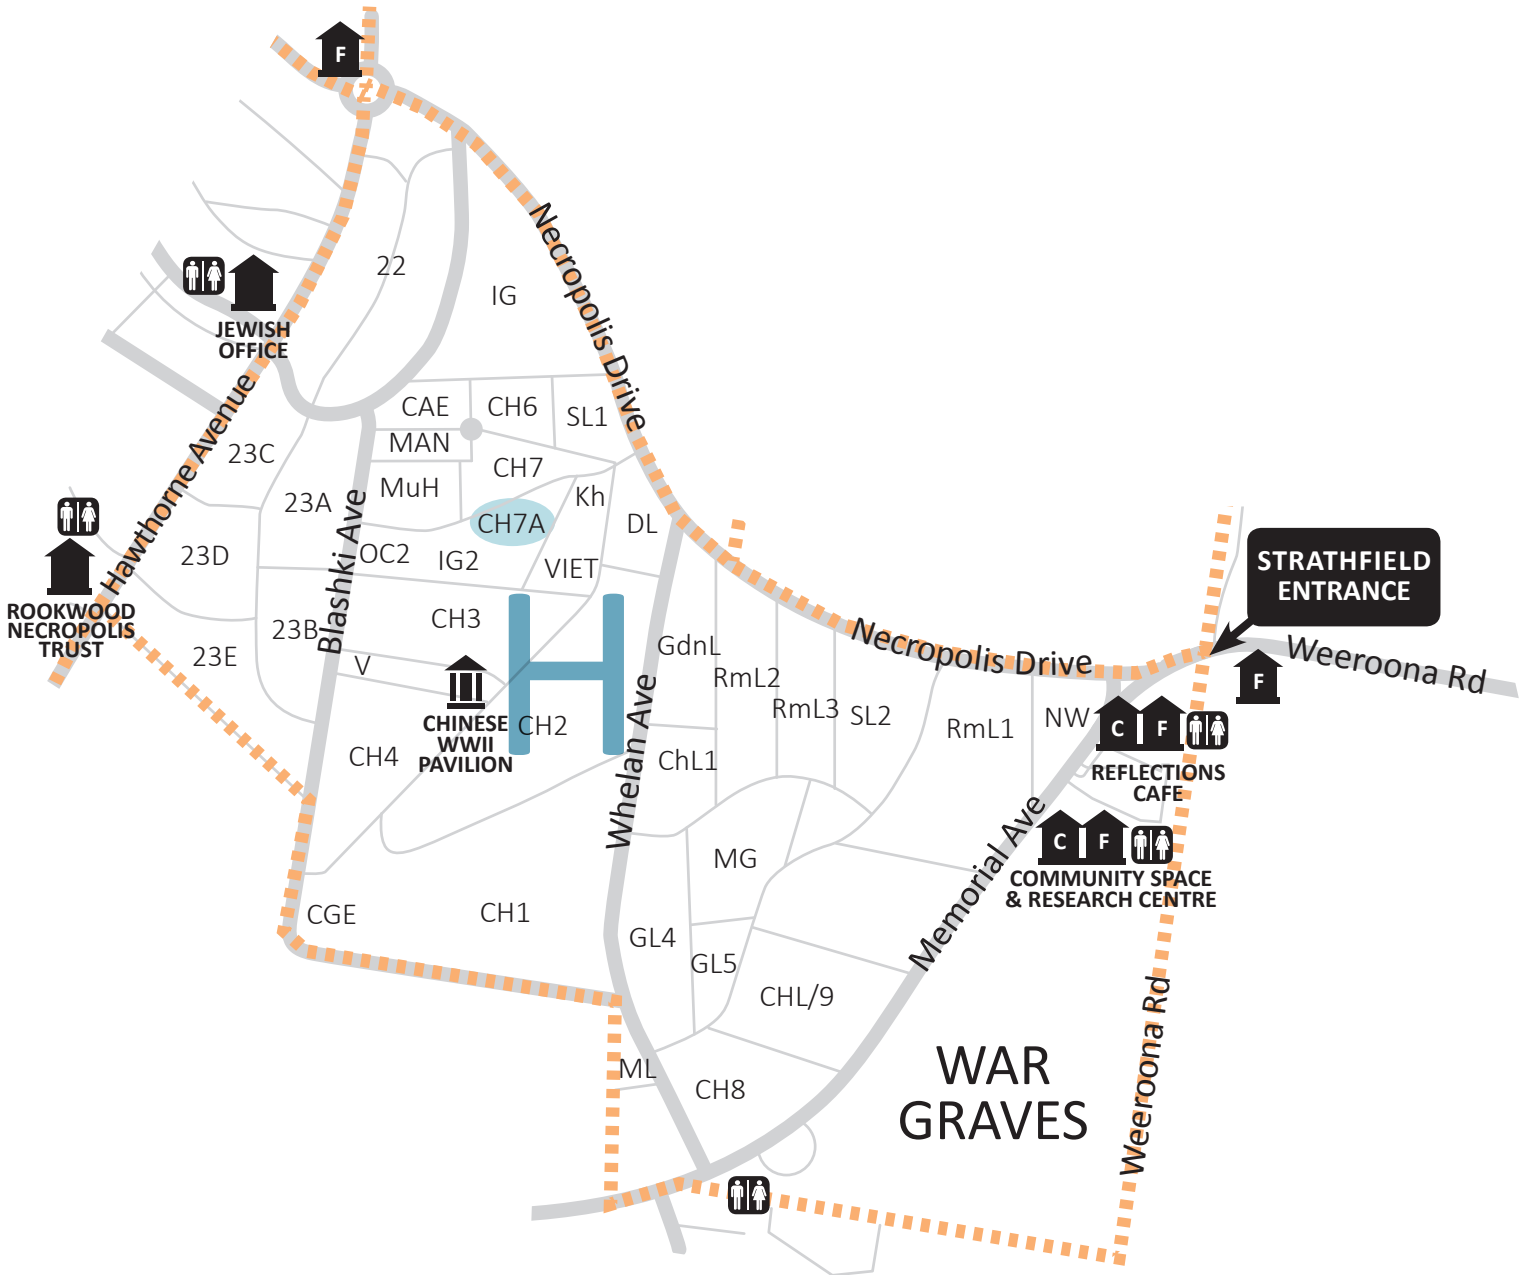 F
Necropolis Drive
22
IG
JEWISH
OFFICE
Hawthorne Avenue
CAE
CH6
SL1
MAN
23C
CH7
MuH
Kh
23A
Blashki Ave
CH7A
DL
OC2
IG2
VIET
23D
ROOKWOOD
NECROPOLIS
TRUST
STRATHFIELD
ENTRANCE
23B
CH3
H
GdnL
Necropolis Drive
Weeroona Rd
23E
V
RmL2
F
RmL3
SL2
NW
RmL1
CHINESE
WWII
PAVILION
CH2
Whelan Ave
C F
CH4
ChL1
REFLECTIONS
CAFE
Memorial Ave
C F
MG
COMMUNITY SPACE
& RESEARCH CENTRE
CGE
CH1
GL4
GL5
CHL/9
Weeroona Rd
ML
CH8
WAR
GRAVES